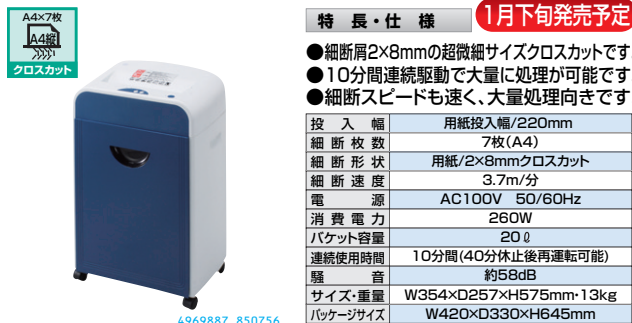 A4×7枚
A4縦
クロスカット
4969887 850756
特長・仕様
1月下旬発売予定
●細断屑2×8mmの超微細サイズクロスカットです
●10分間連続駆動で大量に処理が可能です
●細断スピードも速く、大量処理向きです
投入幅 用紙投入幅/220mm
細断枚数 7枚(A4)
細断形状 用紙/2×8mmクロスカット
細断速度 3.7m/分
電源 AC100V 50/60Hz
消費電力 260W
バケット容量 20ℓ
連続使用時間 10分間(40分休止後再運転可能)
騒音 約58dB
サイズ・重量 W354×D257×H575mm・13kg
パッケージサイズ W420×D330×H645mm